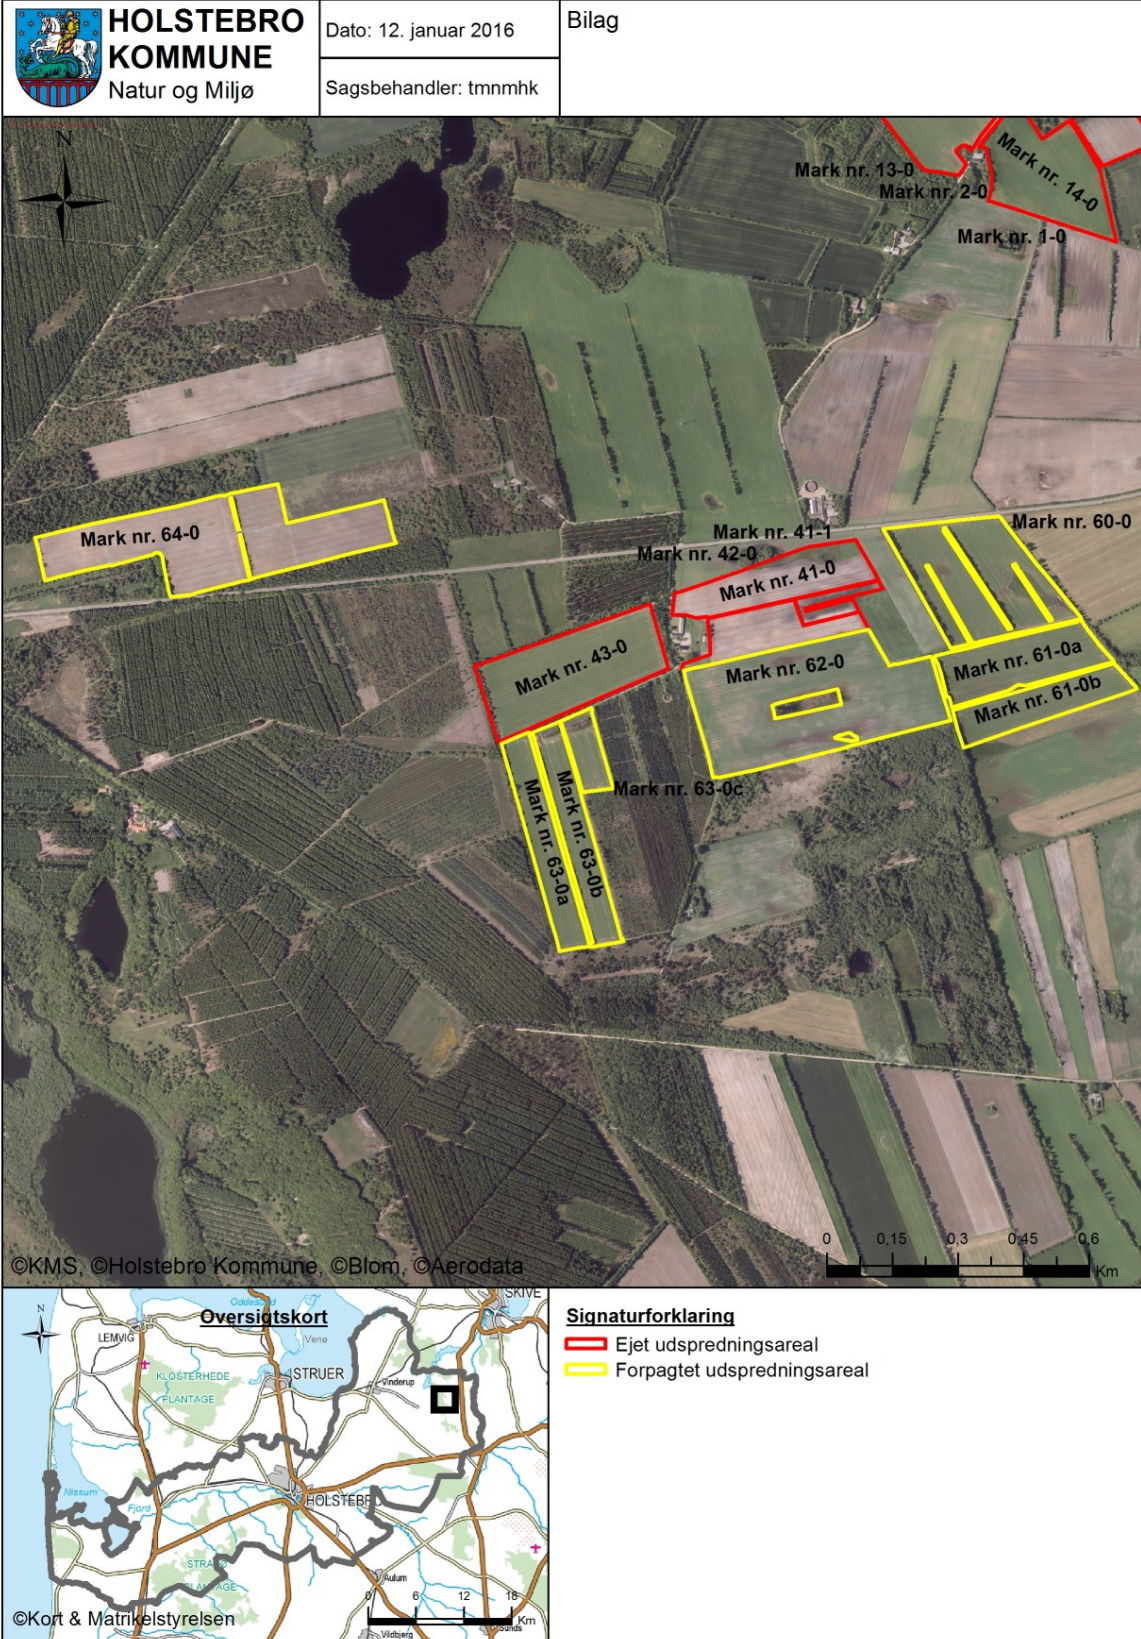 HOLSTEBRO
KOMMUNE
Natur og Miljø
Dato: 12. januar 2016
Sagsbehandler: tmnmhk
Bilag
N
Mark nr. 13-0
Mark nr. 14-0
Mark nr. 2-0
Mark nr. 1-0
Mark nr. 64-0
Mark nr. 60-0
Mark nr. 41-1
Mark nr. 42-0
Mark nr. 41-0
Mark nr. 43-0
Mark nr. 62-0
Mark nr. 61-0a
Mark nr. 61-0b
Mark nr. 63-0c
Mark nr. 63-0a
Mark nr. 63-0b
0 0,15 0,3 0,45 0,6
Km
©KMS, ©Holstebro Kommune, ©Blom, ©Aerodata
Oversigtskort
N
SKIVE
LEMVIG
Venø
STRUER
KLOSTERHEDE
PLANTAGE
Vinderup
Nissum
Fjord
HOLSTEBR
Aulum
0 6 12 18
Km
Vildbjerg
Sunds
©Kort & Matrikelstyrelsen
Signaturforklaring
Ejet udspredningsareal
Forpagtet udspredningsareal